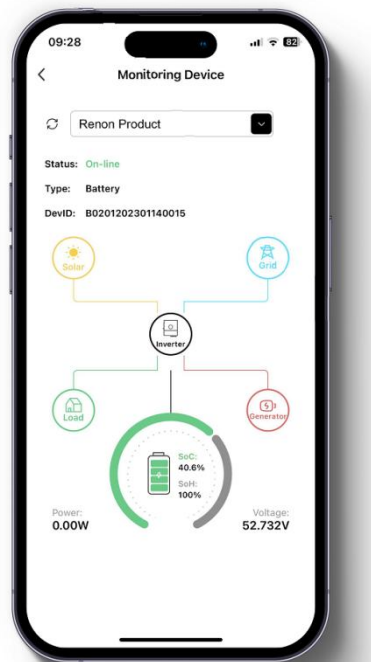 09:28
82
Monitoring Device
Renon Product
Status: On-line
Type: Battery
DevID: B0201202301140015
Solar
Grid
Inverter
Load
Generator
SoC:
40.6%
SoH:
100%
Power:
0.00W
Voltage:
52.732V